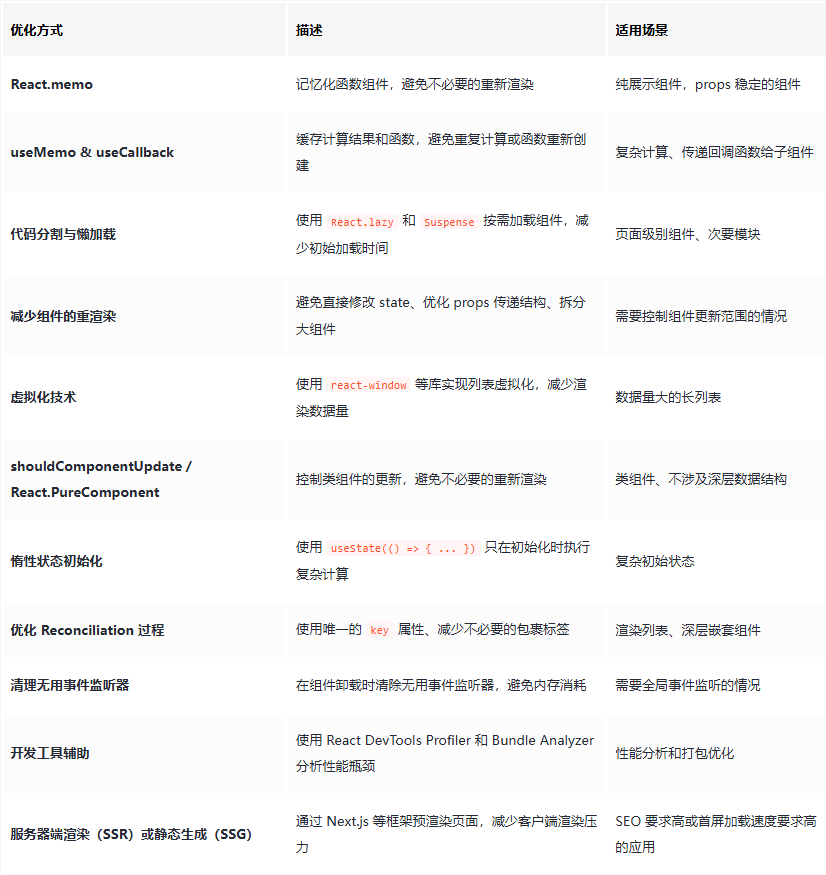 优化方式 描述 适用场景
React.memo 记忆化函数组件，避免不必要的重新渲染 纯展示组件，props 稳定的组件
useMemo & useCallback 缓存计算结果和函数，避免重复计算或函数重新创
建 复杂计算、传递回调函数给子组件
代码分割与懒加载 使用 React.lazy 和 Suspense 按需加载组件，减
少初始加载时间 页面级别组件、次要模块
减少组件的重渲染 避免直接修改 state、优化 props 传递结构、拆分
大组件 需要控制组件更新范围的情况
虚拟化技术 使用 react-window 等库实现列表虚拟化，减少渲
染数据量 数据量大的长列表
shouldComponentUpdate /
React.PureComponent 控制类组件的更新，避免不必要的重新渲染 类组件、不涉及深层数据结构
惰性状态初始化 使用 useState(() => { ... }) 只在初始化时执行
复杂计算 复杂初始状态
优化 Reconciliation 过程 使用唯一的 key 属性、减少不必要的包裹标签 渲染列表、深层嵌套组件
清理无用事件监听器 在组件卸载时清除无用事件监听器，避免内存消耗 需要全局事件监听的情况
开发工具辅助 使用 React DevTools Profiler 和 Bundle Analyzer
分析性能瓶颈 性能分析和打包优化
服务器端渲染（SSR）或静态生成（SSG） 通过 Next.js 等框架预渲染页面，减少客户端渲染压
力 SEO 要求高或首屏加载速度要求高
的应用